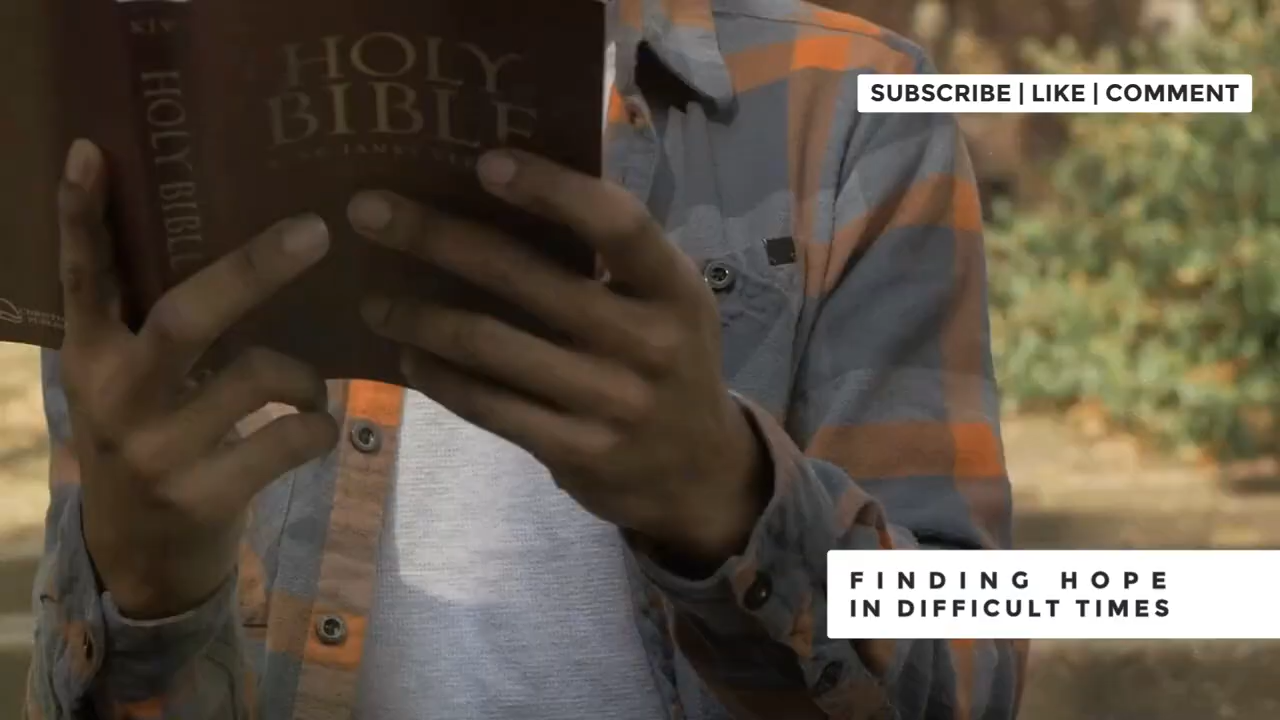 KJV
HOLY BIBLE
HOLY
BIBLE
SUBSCRIBE | LIKE | COMMENT
FINDING HOPE
IN DIFFICULT TIMES